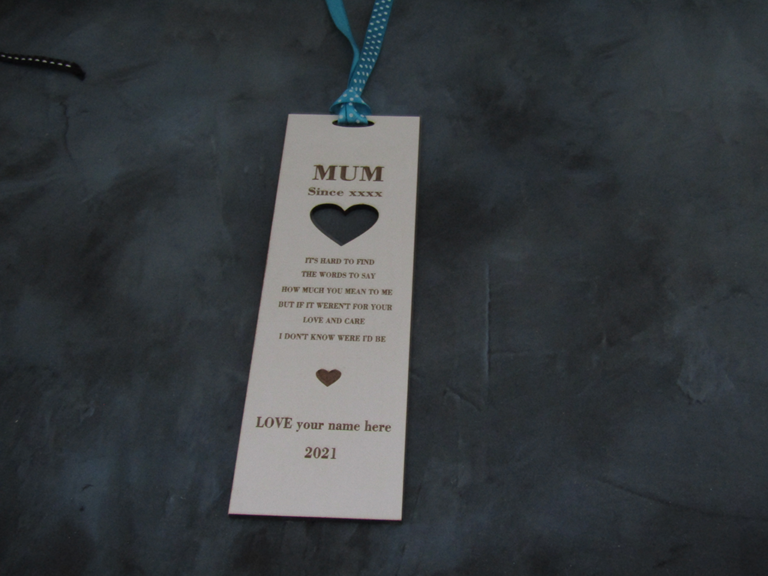 MUM
Since xxxx
IT'S HARD TO FIND
THE WORDS TO SAY
HOW MUCH YOU MEAN TO ME
BUT IF IT WEREN'T FOR YOUR
LOVE AND CARE
I DON'T KNOW WERE I'D BE
LOVE your name here
2021